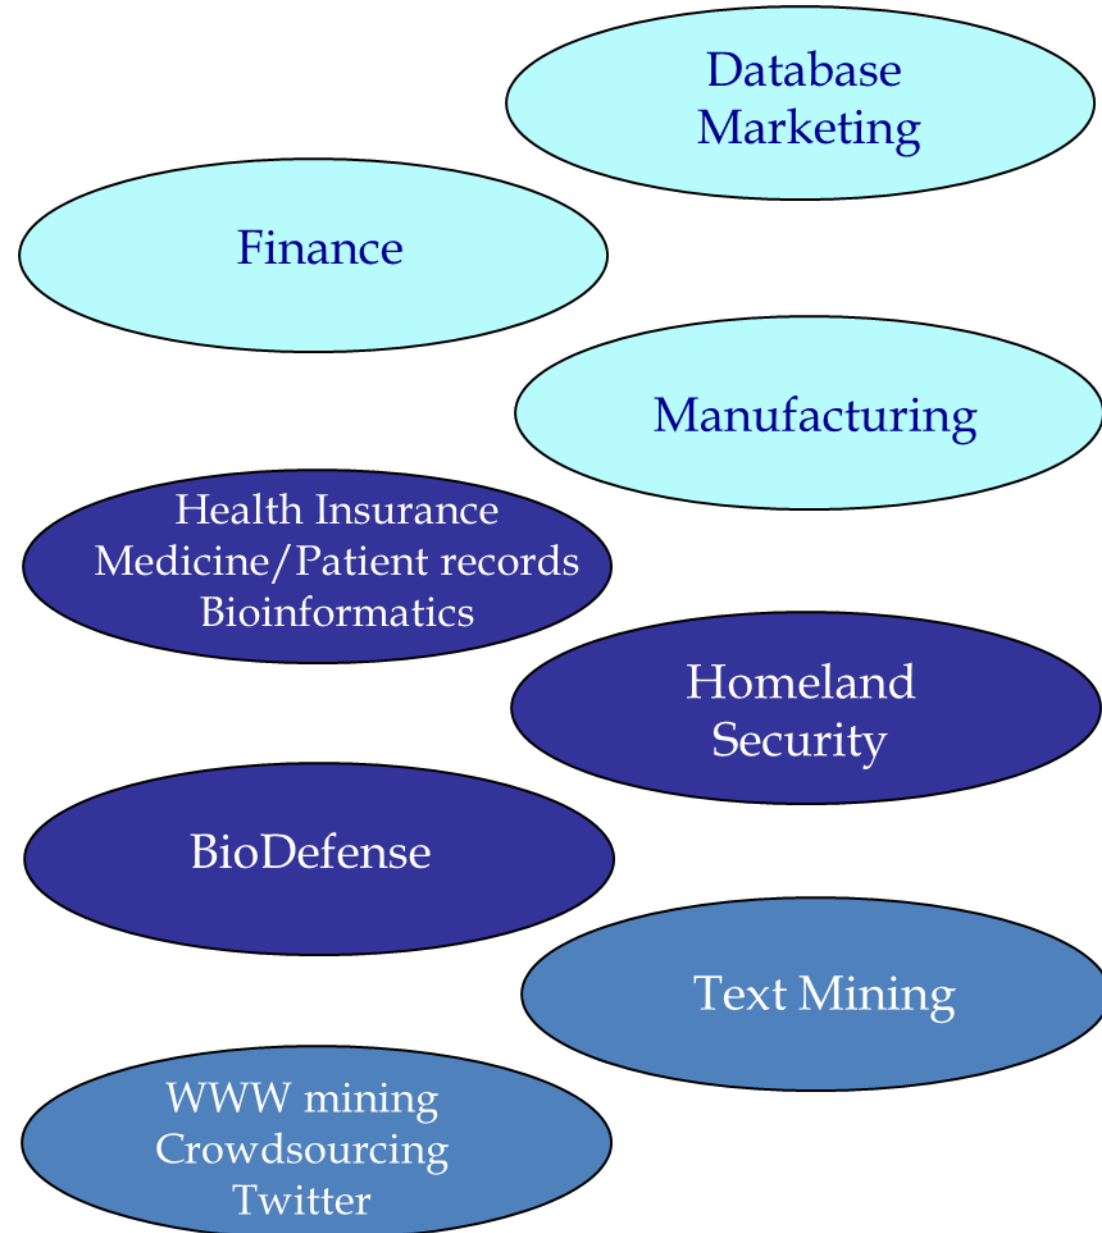 Database
Marketing
Finance
Manufacturing
Health Insurance
Medicine/Patient records
Bioinformatics
Homeland
Security
BioDefense
Text Mining
WWW mining
Crowdsourcing
Twitter